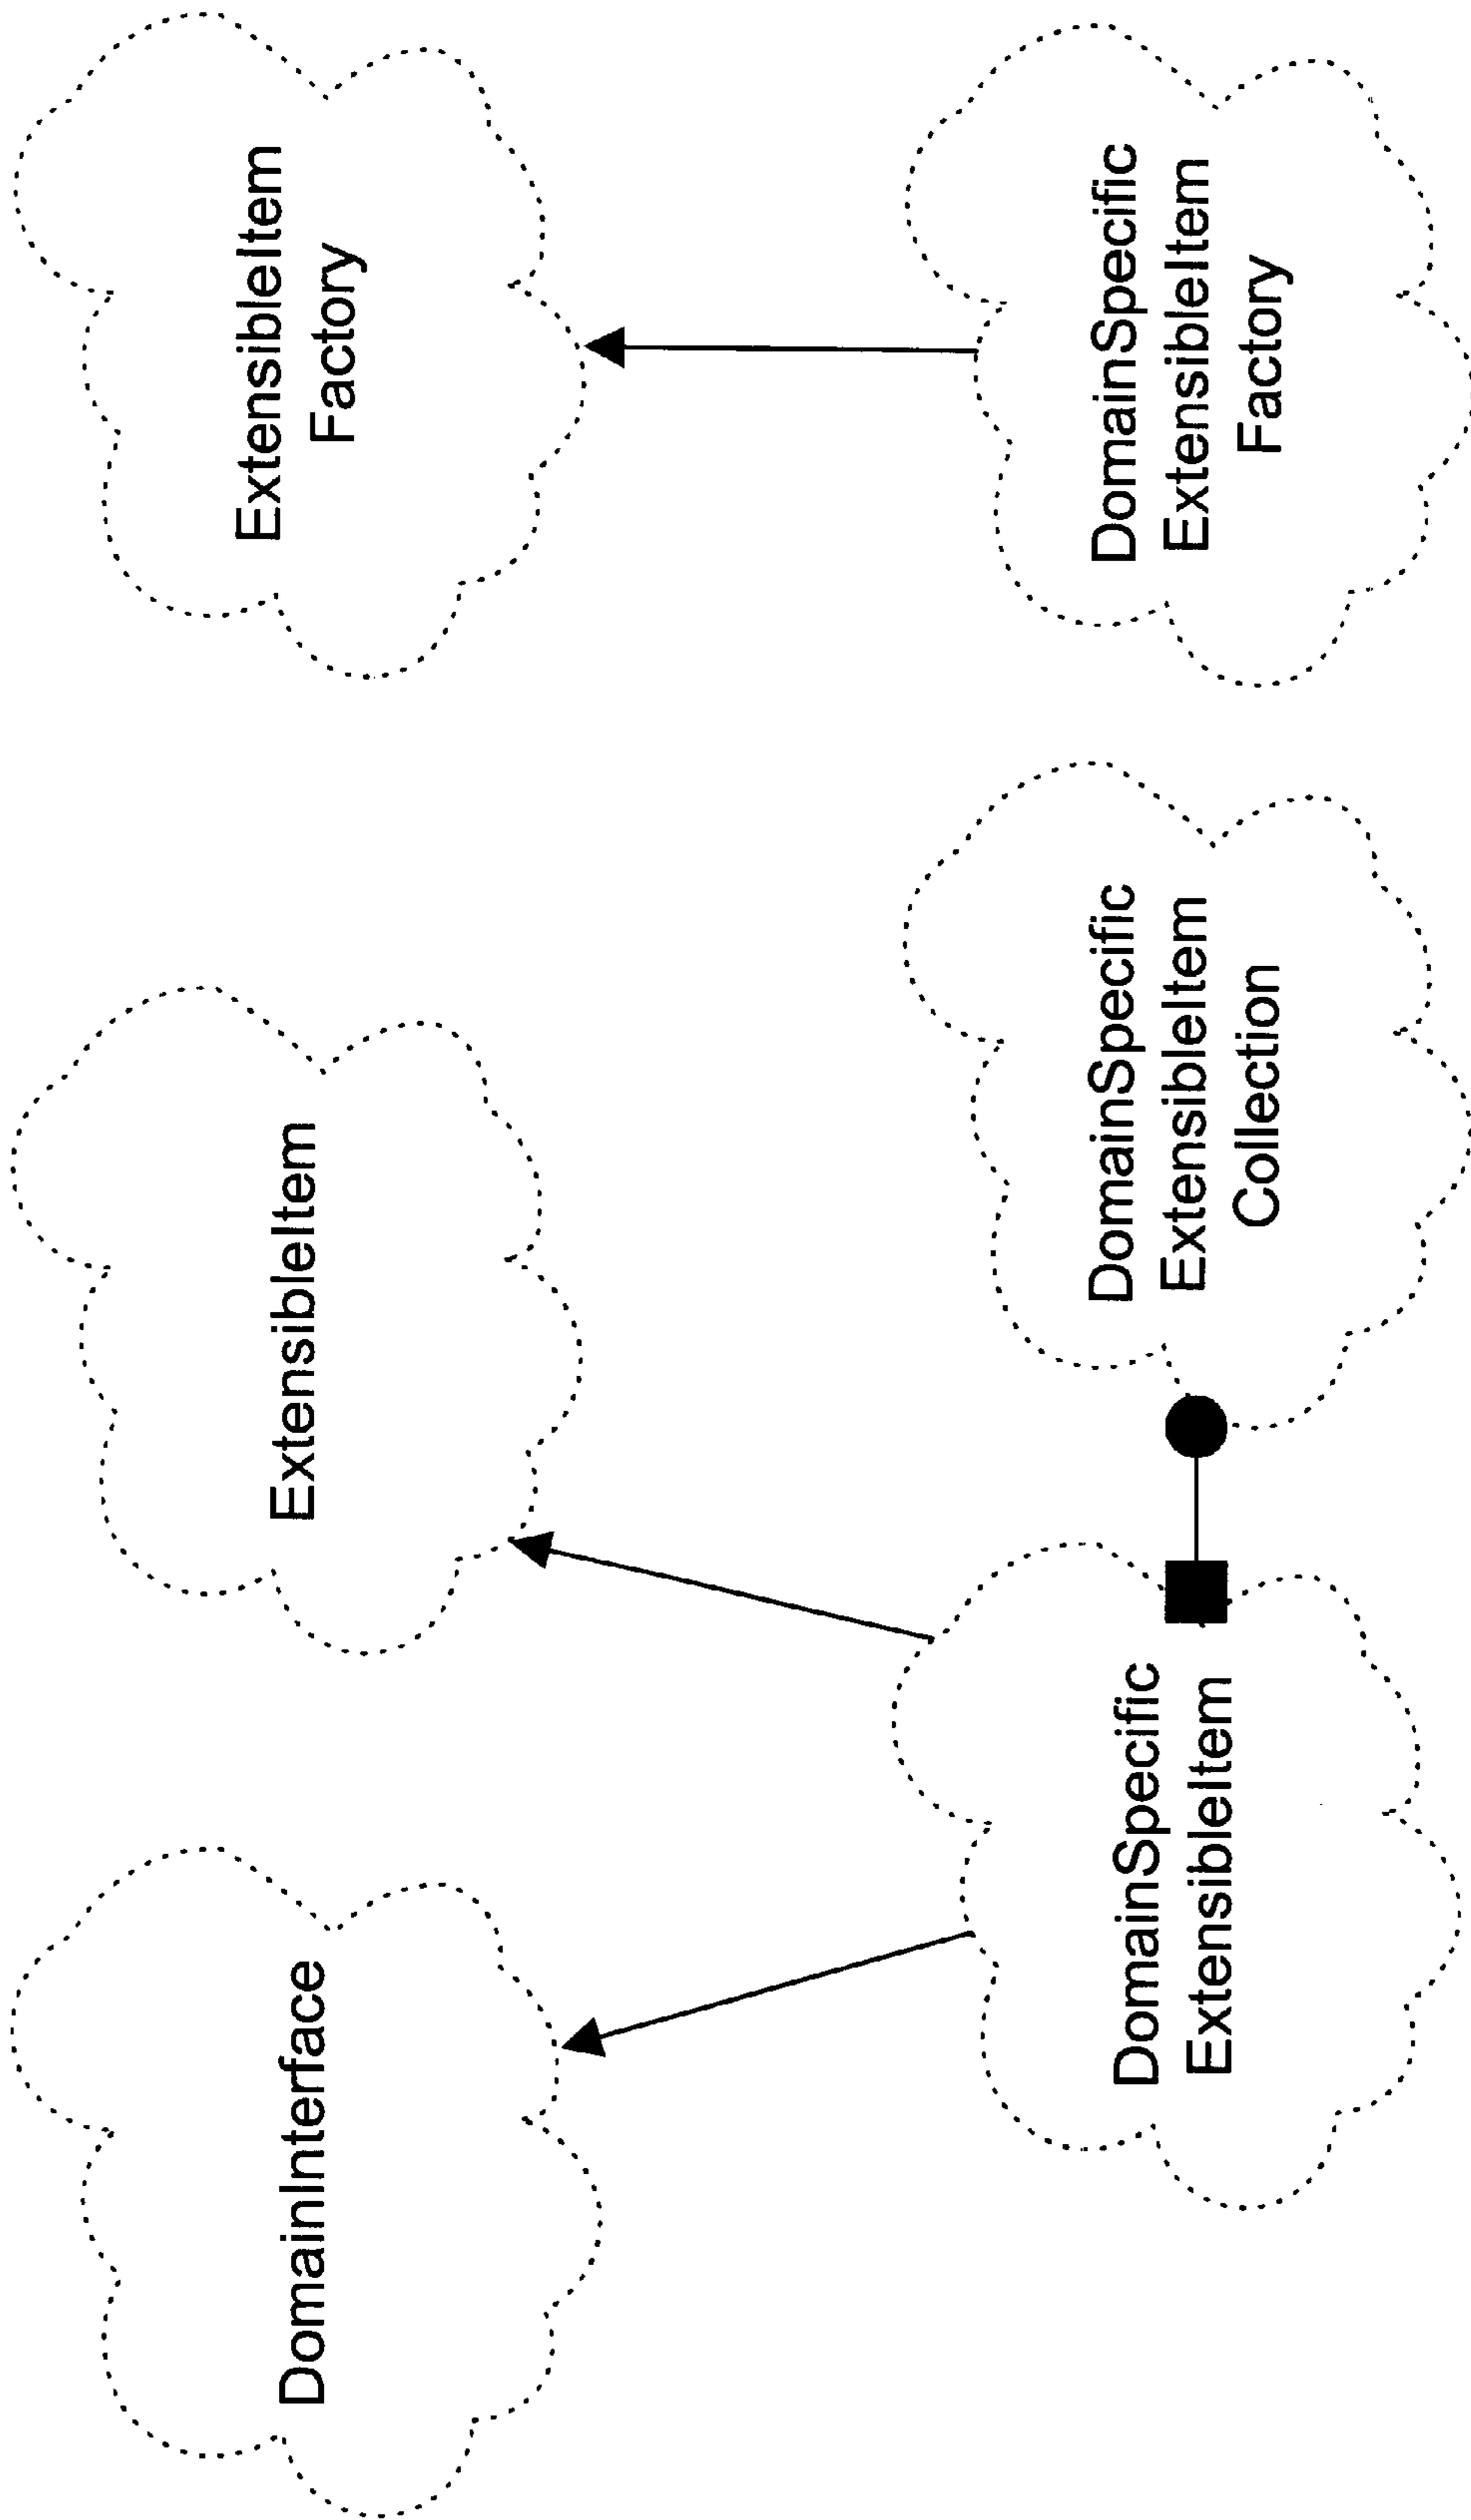 DomainInterface
ExtensibleItem
ExtensibleItem
Factory
DomainSpecific
ExtensibleItem
DomainSpecific
ExtensibleItem
Collection
DomainSpecific
ExtensibleItem
Factory